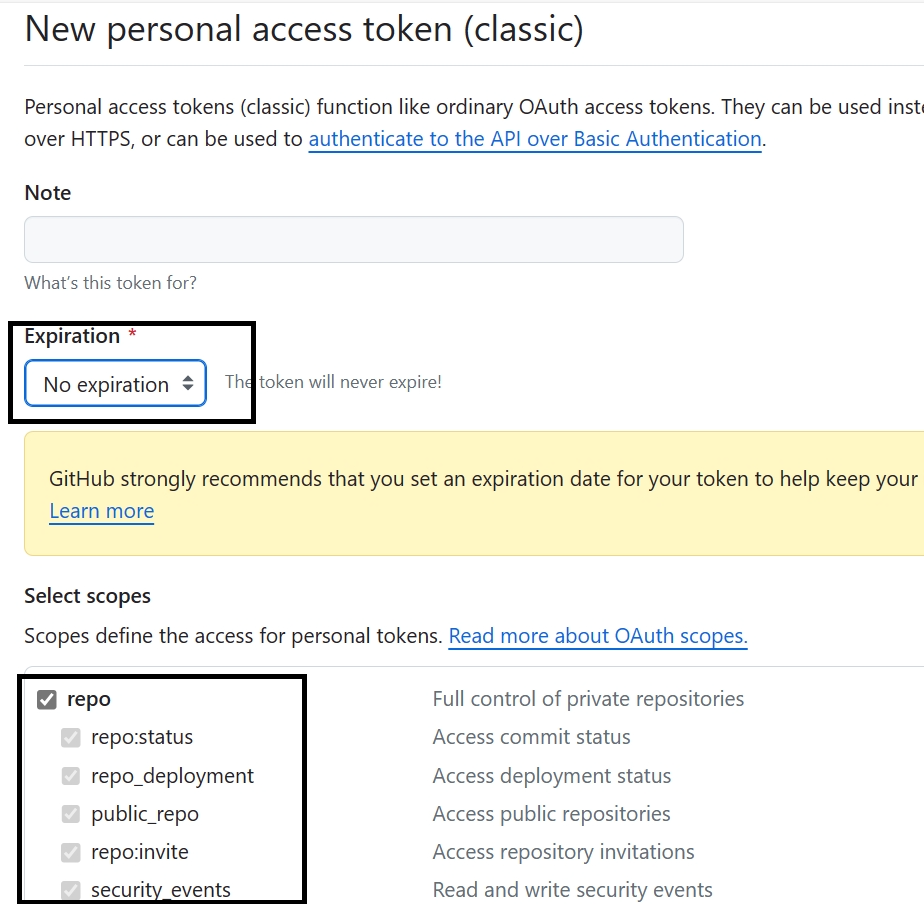 New personal access token (classic)
Personal access tokens (classic) function like ordinary OAuth access tokens. They can be used
over HTTPS, or can be used to authenticate to the API over Basic Authentication.
Note
What's this token for?
Expiration *
No expiration The token will never expire!
GitHub strongly recommends that you set an expiration date for your token to help keep your
Learn more
Select scopes
Scopes define the access for personal tokens. Read more about OAuth scopes.
repo Full control of private repositories
repo:status Access commit status
repo_deployment Access deployment status
public_repo Access public repositories
repo:invite Access repository invitations
security_events Read and write security events